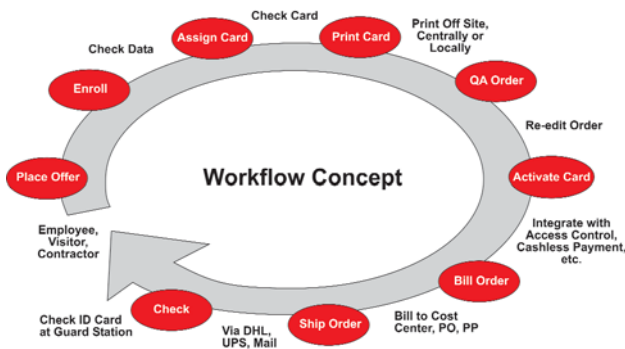 Check Card
Assign Card
Print Card
Print Off Site,
Centrally or
Locally
Check Data
Enroll
QA Order
Re-edit Order
Place Offer
Workflow Concept
Activate Card
Employee,
Visitor,
Contractor
Integrate with
Access Control,
Cashless Payment,
etc.
Bill Order
Check ID Card
at Guard Station
Check
Via DHL,
UPS, Mail
Ship Order
Bill to Cost
Center, PO, PP